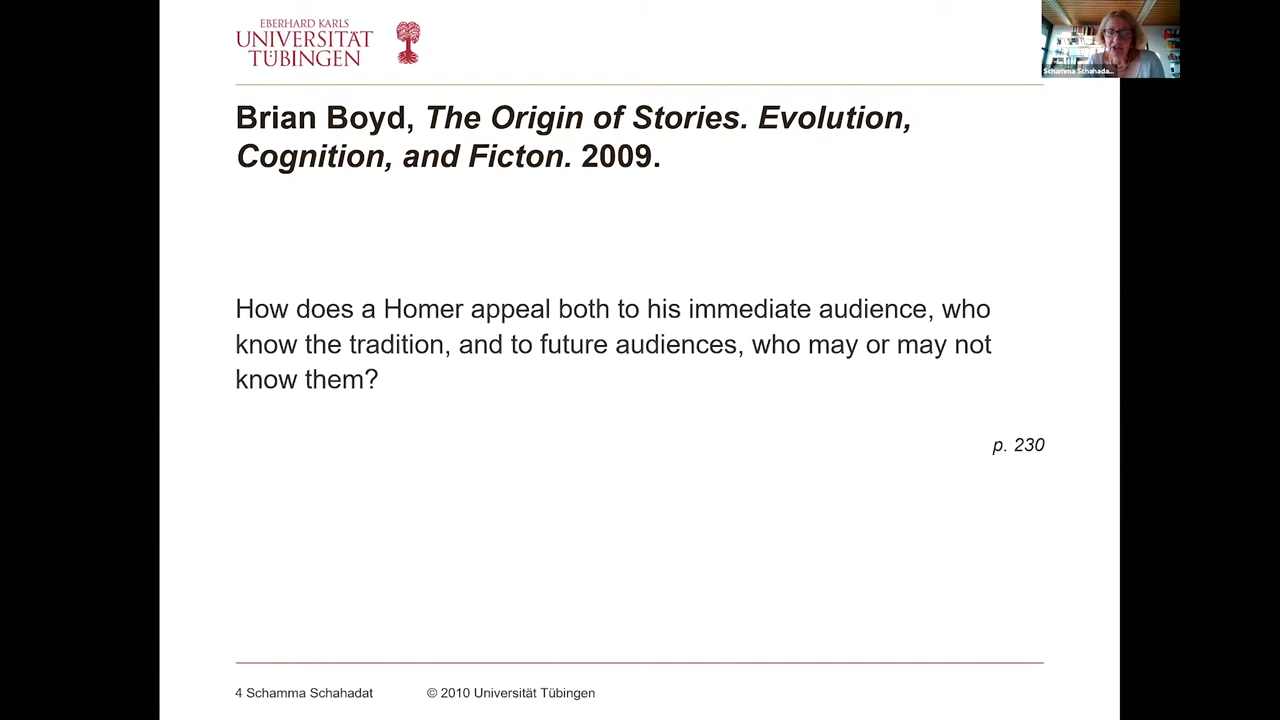 EBERHARD KARLS
UNIVERSITÄT
TÜBINGEN
Schamma Schahada...
Brian Boyd, The Origin of Stories. Evolution,
Cognition, and Ficton. 2009.
How does a Homer appeal both to his immediate audience, who
know the tradition, and to future audiences, who may or may not
know them?
p. 230
4 Schamma Schahadat © 2010 Universität Tübingen